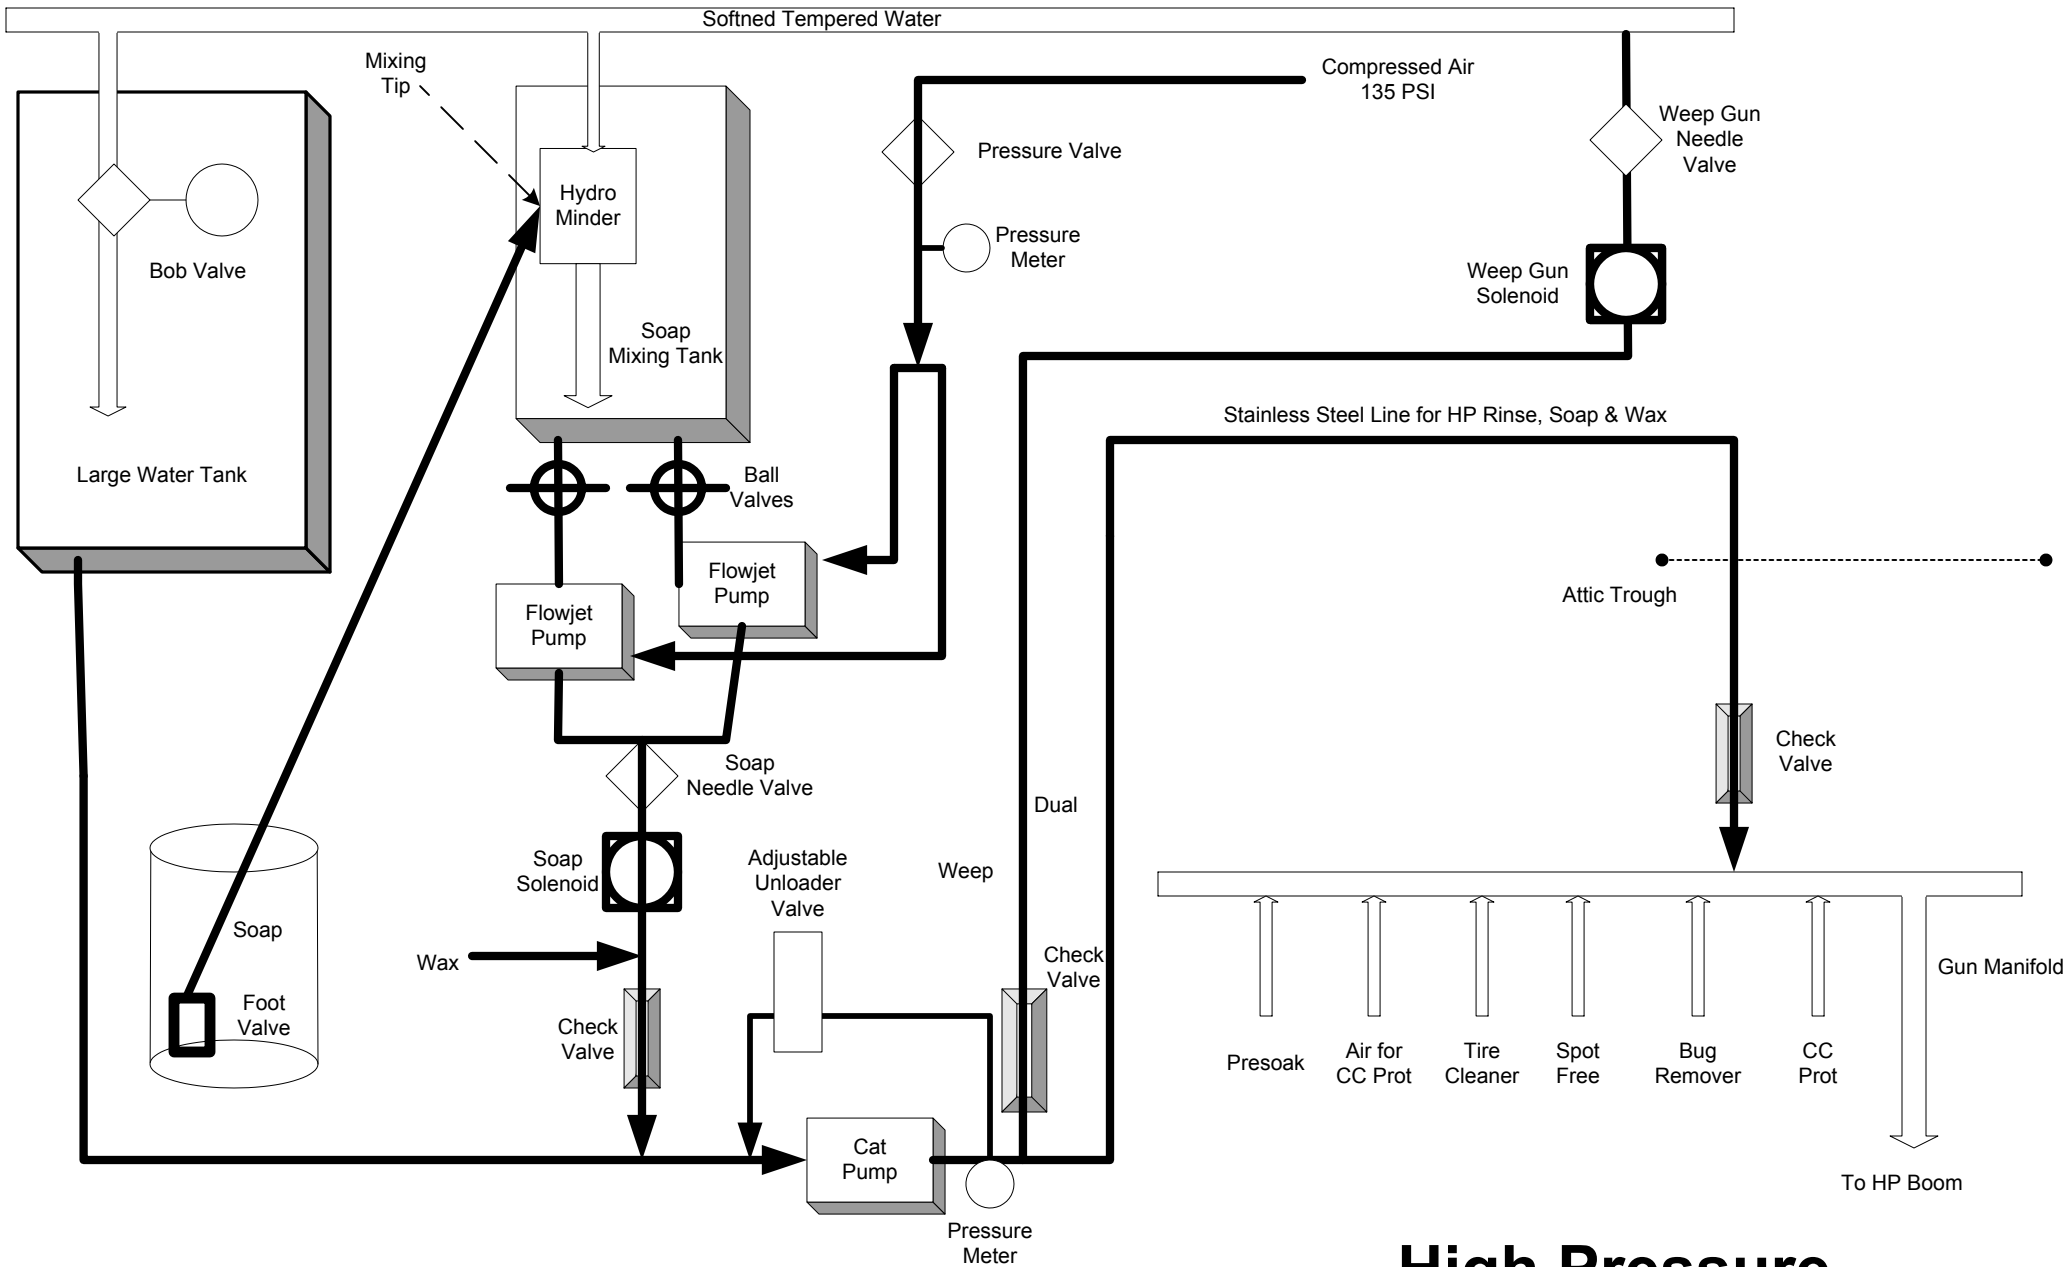 Softned Tempered Water
Mixing
Tip
Compressed Air
135 PSI
Weep Gun
Needle
Valve
Pressure Valve
Hydro
Minder
Pressure
Meter
Bob Valve
Weep Gun
Solenoid
Soap
Mixing Tank
Stainless Steel Line for HP Rinse, Soap & Wax
Large Water Tank
Ball
Valves
Flowjet
Pump
Flowjet
Pump
Attic Trough
Check
Valve
Soap
Needle Valve
Dual
Soap
Solenoid
Adjustable
Unloader
Valve
Weep
Soap
Wax
Check
Valve
Gun Manifold
Foot
Valve
Check
Valve
Presoak
Air for
CC Prot
Tire
Cleaner
Spot
Free
Bug
Remover
CC
Prot
Cat
Pump
To HP Boom
Pressure
Meter
High Pressure